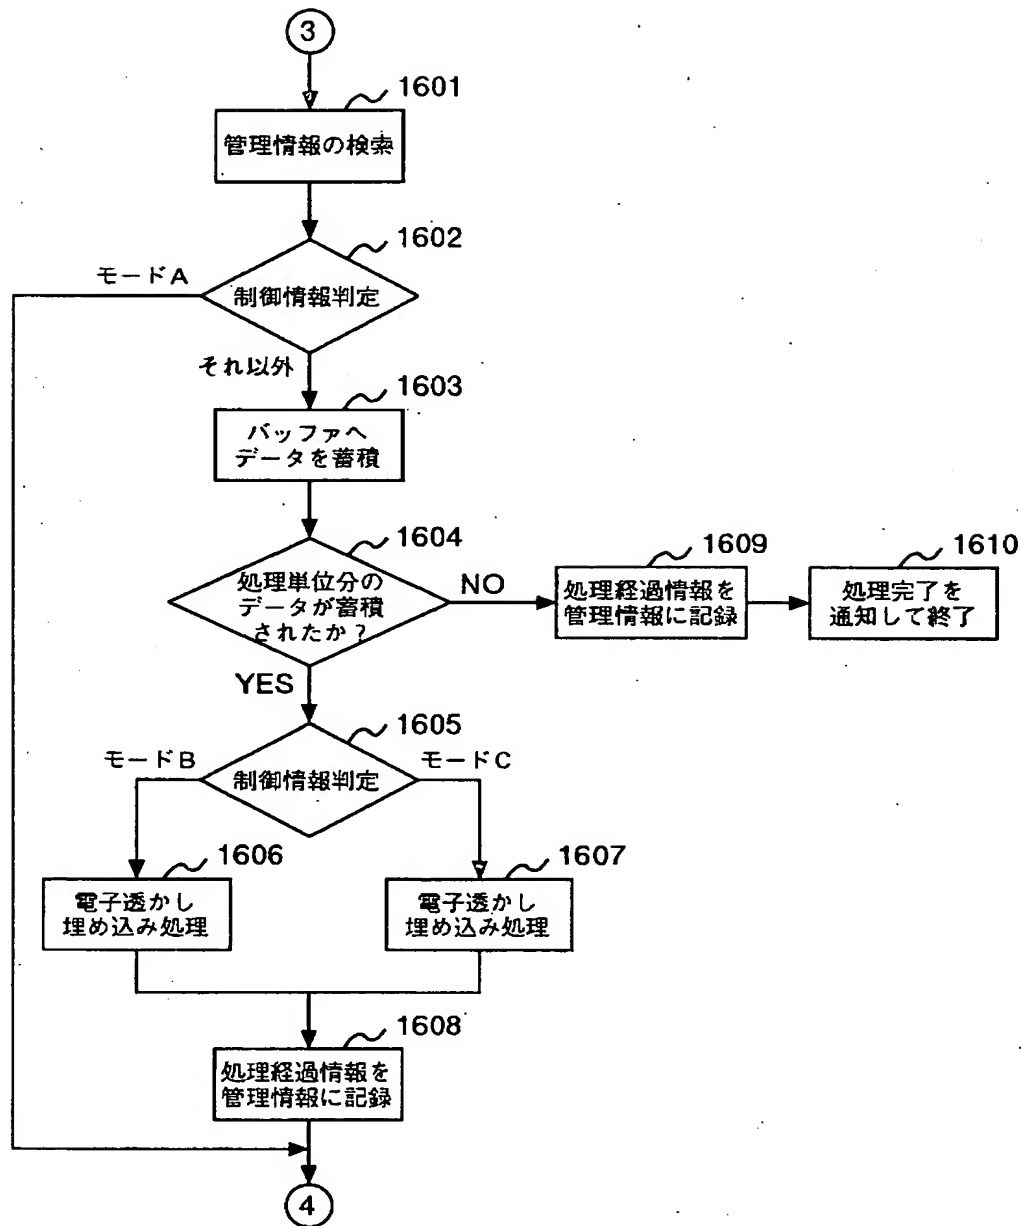 3
1601
管理情報の検索
1602
モードA
制御情報判定
それ以外
1603
バッファへ
データを蓄積
1604
処理単位分の
データが蓄積
されたか？
NO
1609
処理経過情報を
管理情報に記録
1610
処理完了を
通知して終了
YES
1605
モードB
制御情報判定
モードC
1606
電子透かし
埋め込み処理
1607
電子透かし
埋め込み処理
1608
処理経過情報を
管理情報に記録
4